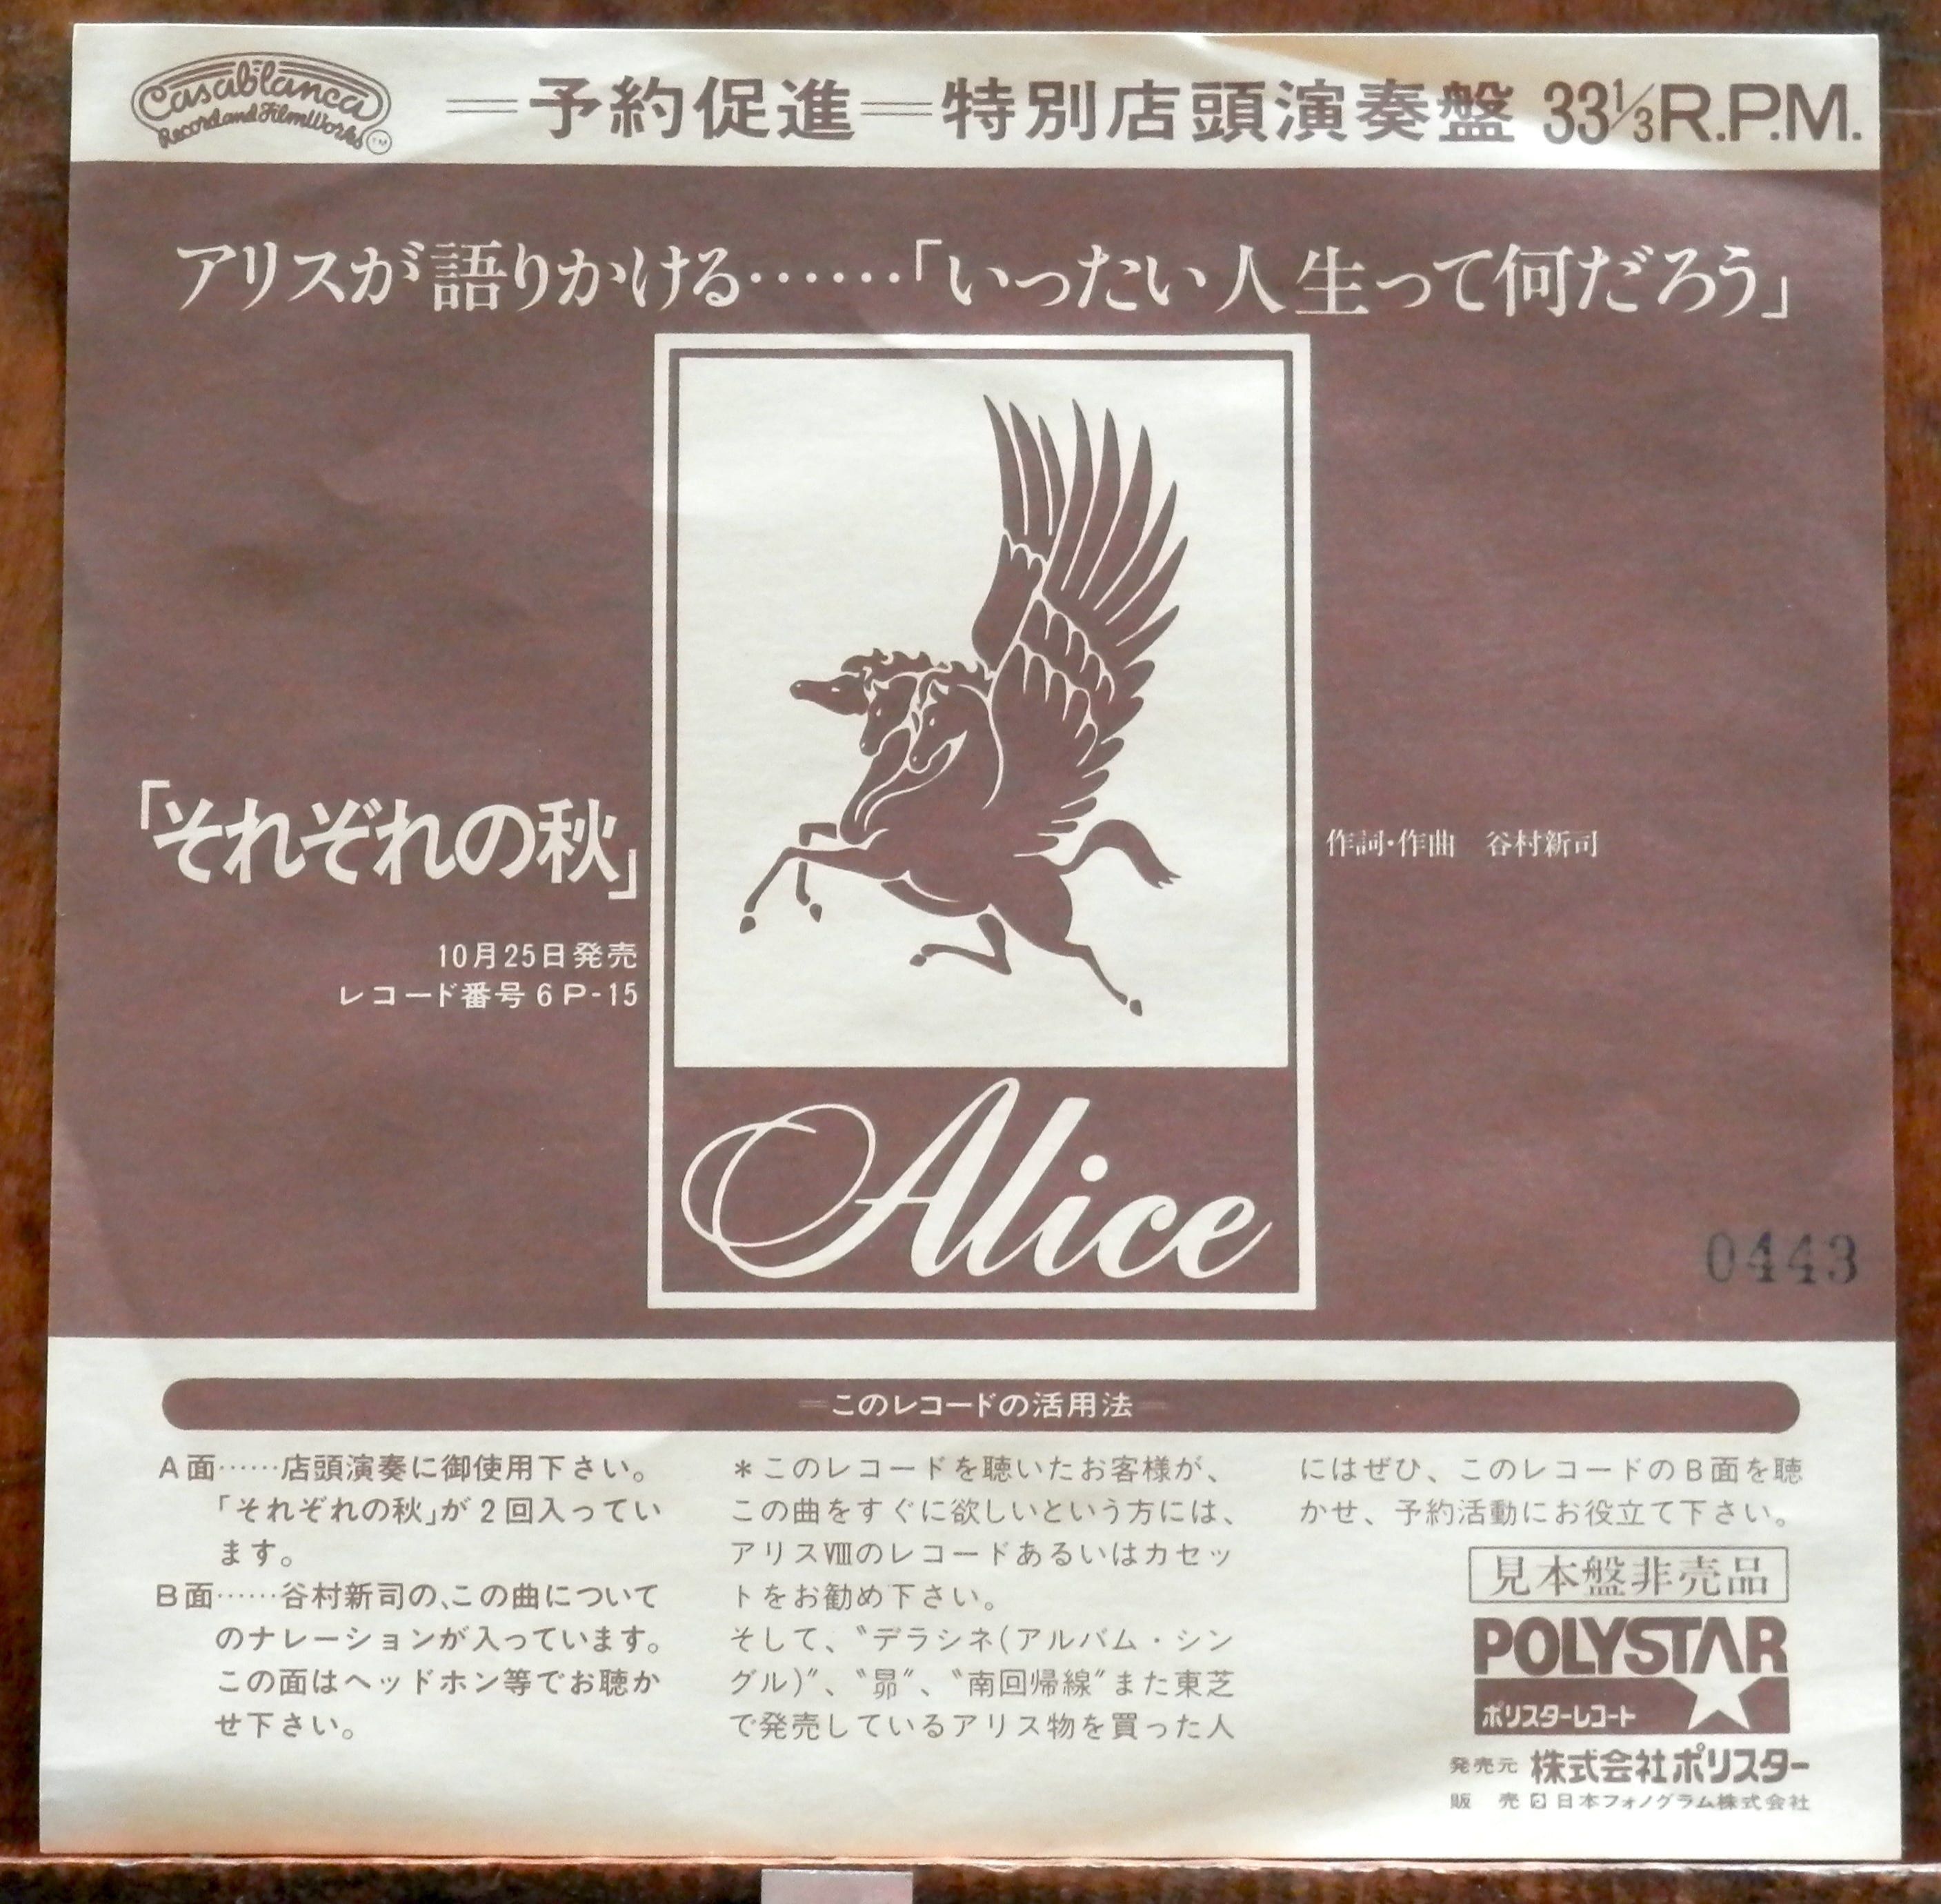 Casablanca
Record and FilmWorks TM
＝予約促進＝特別店頭演奏盤 33⅓R.P.M.
アリスが語りかける……「いったい人生って何だろう」
「それぞれの秋」
作詞・作曲　谷村新司
10月25日発売
レコード番号6P-15
Alice
0443
＝このレコードの活用法＝
A面……店頭演奏に御使用下さい。
「それぞれの秋」が2回入ってい
ます。
B面……谷村新司の、この曲について
のナレーションが入っています。
この面はヘッドホン等でお聴か
せ下さい。
＊このレコードを聴いたお客様が、
この曲をすぐに欲しいという方には、
アリスⅧのレコードあるいはカセッ
トをお勧め下さい。
そして、〝デラシネ(アルバム・シン
グル)〞、〝昴〞、〝南回帰線〞また東芝
で発売しているアリス物を買った人
にはぜひ、このレコードのB面を聴
かせ、予約活動にお役立て下さい。
見本盤非売品
POLYSTAR
ポリスターレコード
発売元 株式会社ポリスター
販　売 日本フォノグラム株式会社